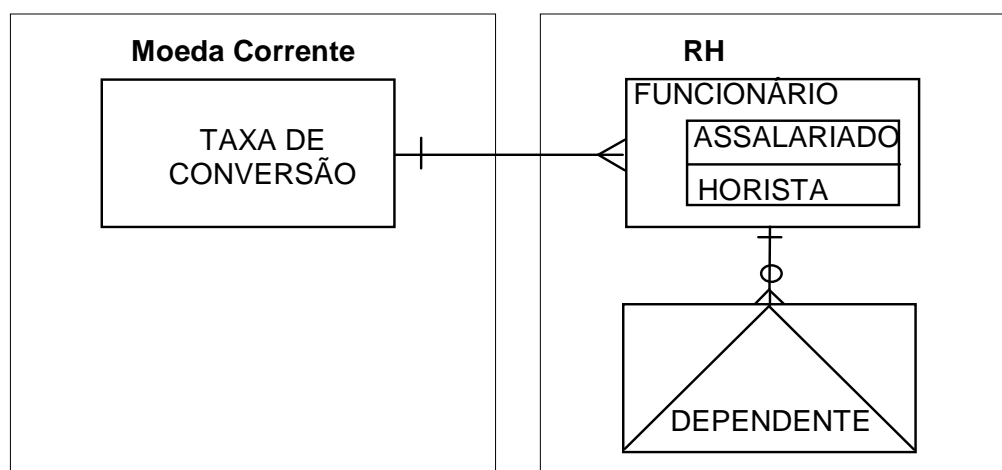 Moeda Corrente
TAXA DE
CONVERSÃO
RH
FUNCIONÁRIO
ASSALARIADO
HORISTA
DEPENDENTE